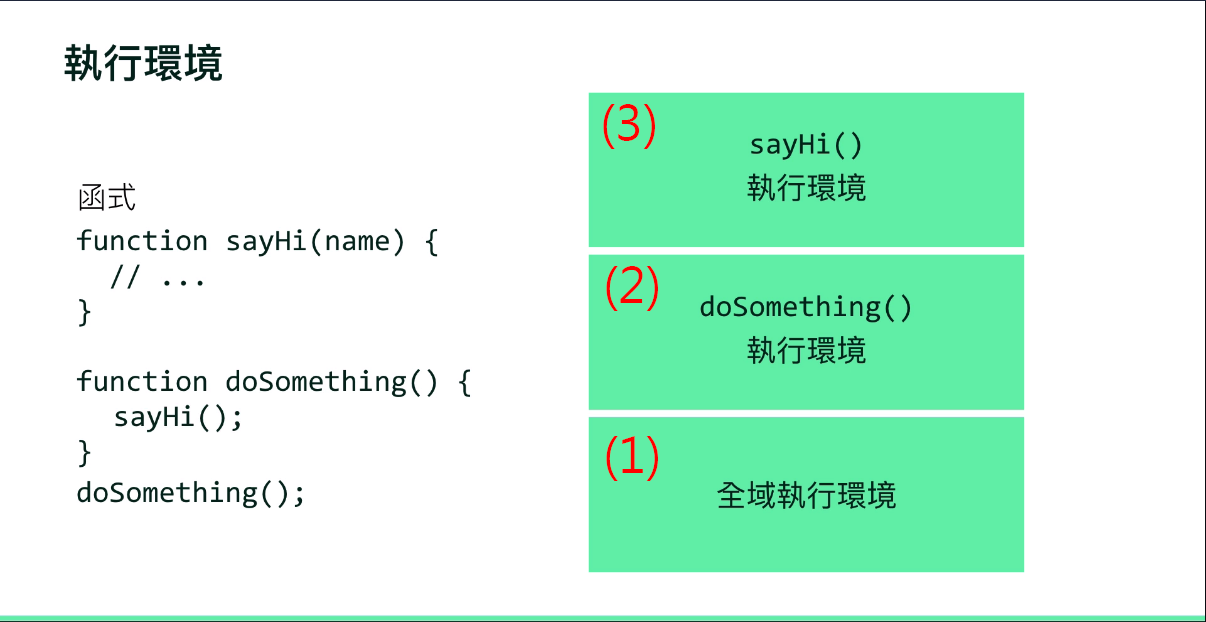 執行環境
函式
function sayHi(name) {
  // ...
}
function doSomething() {
  sayHi();
}
doSomething();
(3)
sayHi()
執行環境
(2)
doSomething()
執行環境
(1)
全域執行環境